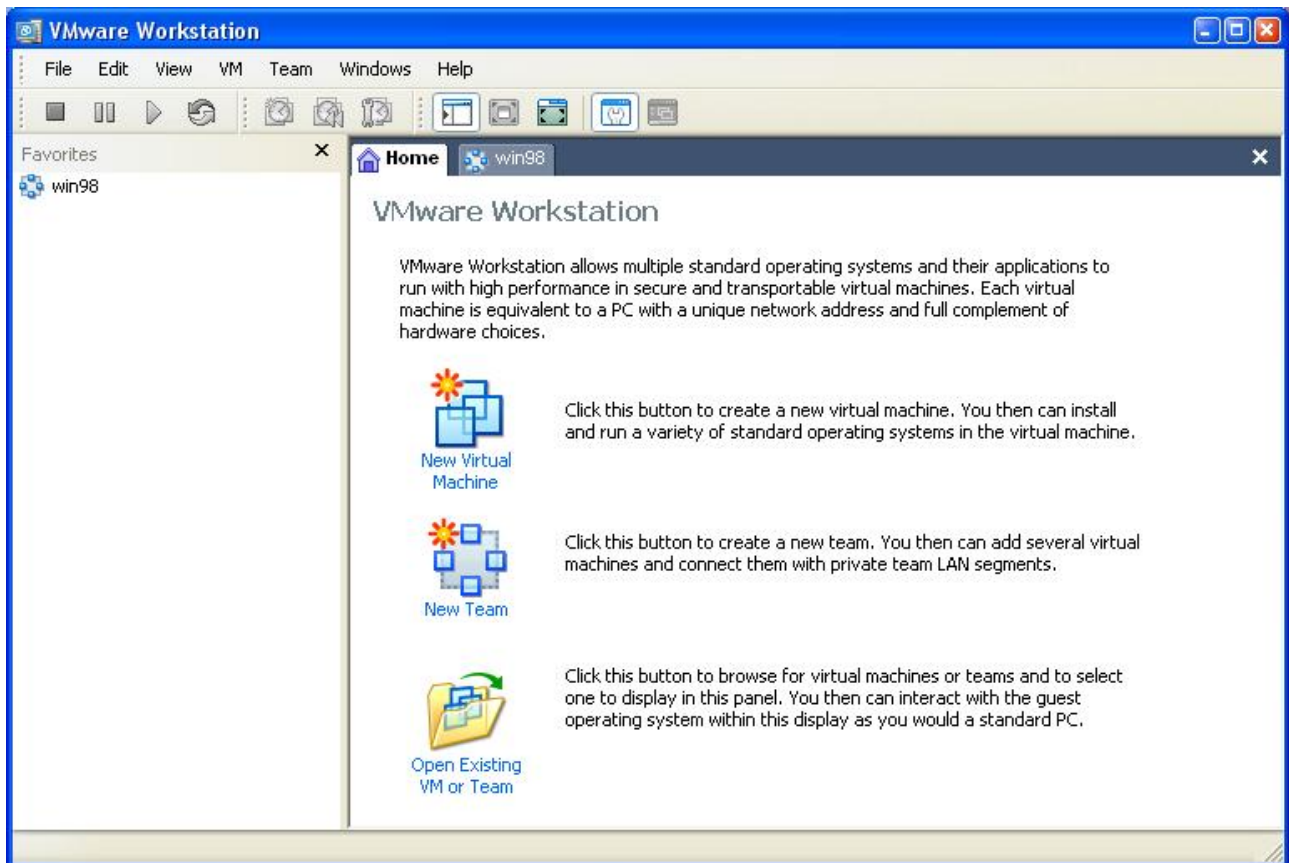 VMware Workstation
File Edit View VM Team Windows Help
Favorites
win98
Home win98
VMware Workstation
VMware Workstation allows multiple standard operating systems and their applications to
run with high performance in secure and transportable virtual machines. Each virtual
machine is equivalent to a PC with a unique network address and full complement of
hardware choices.
New Virtual
Machine
Click this button to create a new virtual machine. You then can install
and run a variety of standard operating systems in the virtual machine.
New Team
Click this button to create a new team. You then can add several virtual
machines and connect them with private team LAN segments.
Open Existing
VM or Team
Click this button to browse for virtual machines or teams and to select
one to display in this panel. You then can interact with the guest
operating system within this display as you would a standard PC.